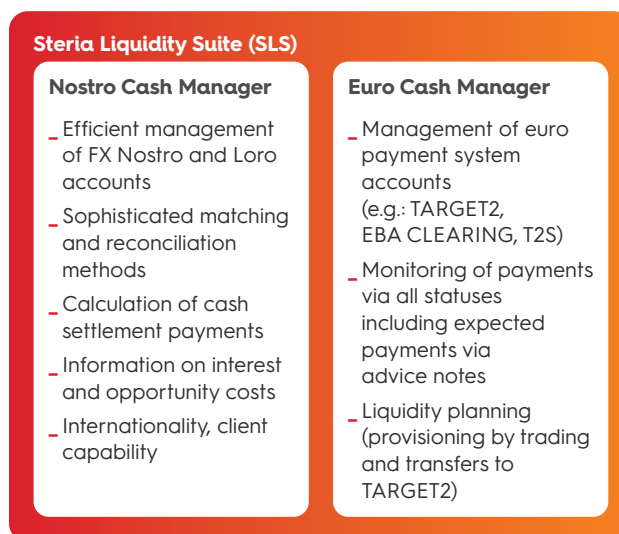 Steria Liquidity Suite (SLS)
Nostro Cash Manager
_ Efficient management
of FX Nostro and Loro
accounts
_ Sophisticated matching
and reconciliation
methods
_ Calculation of cash
settlement payments
_ Information on interest
and opportunity costs
_ Internationality, client
capability
Euro Cash Manager
_ Management of euro
payment system
accounts
(e.g.: TARGET2,
EBA CLEARING, T2S)
_ Monitoring of payments
via all statuses
including expected
payments via
advice notes
_ Liquidity planning
(provisioning by trading
and transfers to
TARGET2)